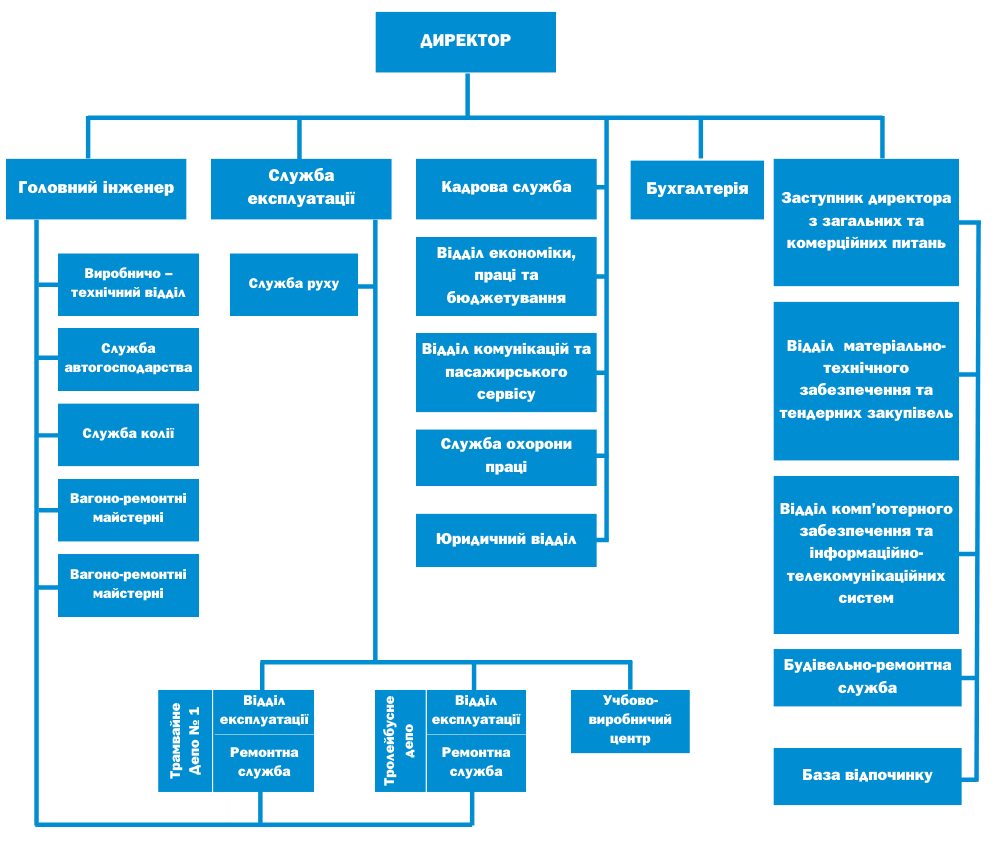 ДИРЕКТОР
Головний інженер
Служба
експлуатації
Кадрова служба
Бухгалтерія
Заступник директора
з загальних та
комерційних питань
Виробничо –
технічний відділ
Служба
автогосподарства
Служба колії
Вагоно-ремонтні
майстерні
Вагоно-ремонтні
майстерні
Служба руху
Відділ економіки,
праці та
бюджетування
Відділ комунікацій та
пасажирського
сервісу
Служба охорони
праці
Юридичний відділ
Відділ матеріально-
технічного
забезпечення та
тендерних закупівель
Відділ комп’ютерного
забезпечення та
інформаційно-
телекомунікаційних
систем
Будівельно-ремонтна
служба
База відпочинку
Трамвайне
Депо № 1
Відділ
експлуатації
Ремонтна
служба
Тролейбусне
депо
Відділ
експлуатації
Ремонтна
служба
Учбово-
виробничий
центр